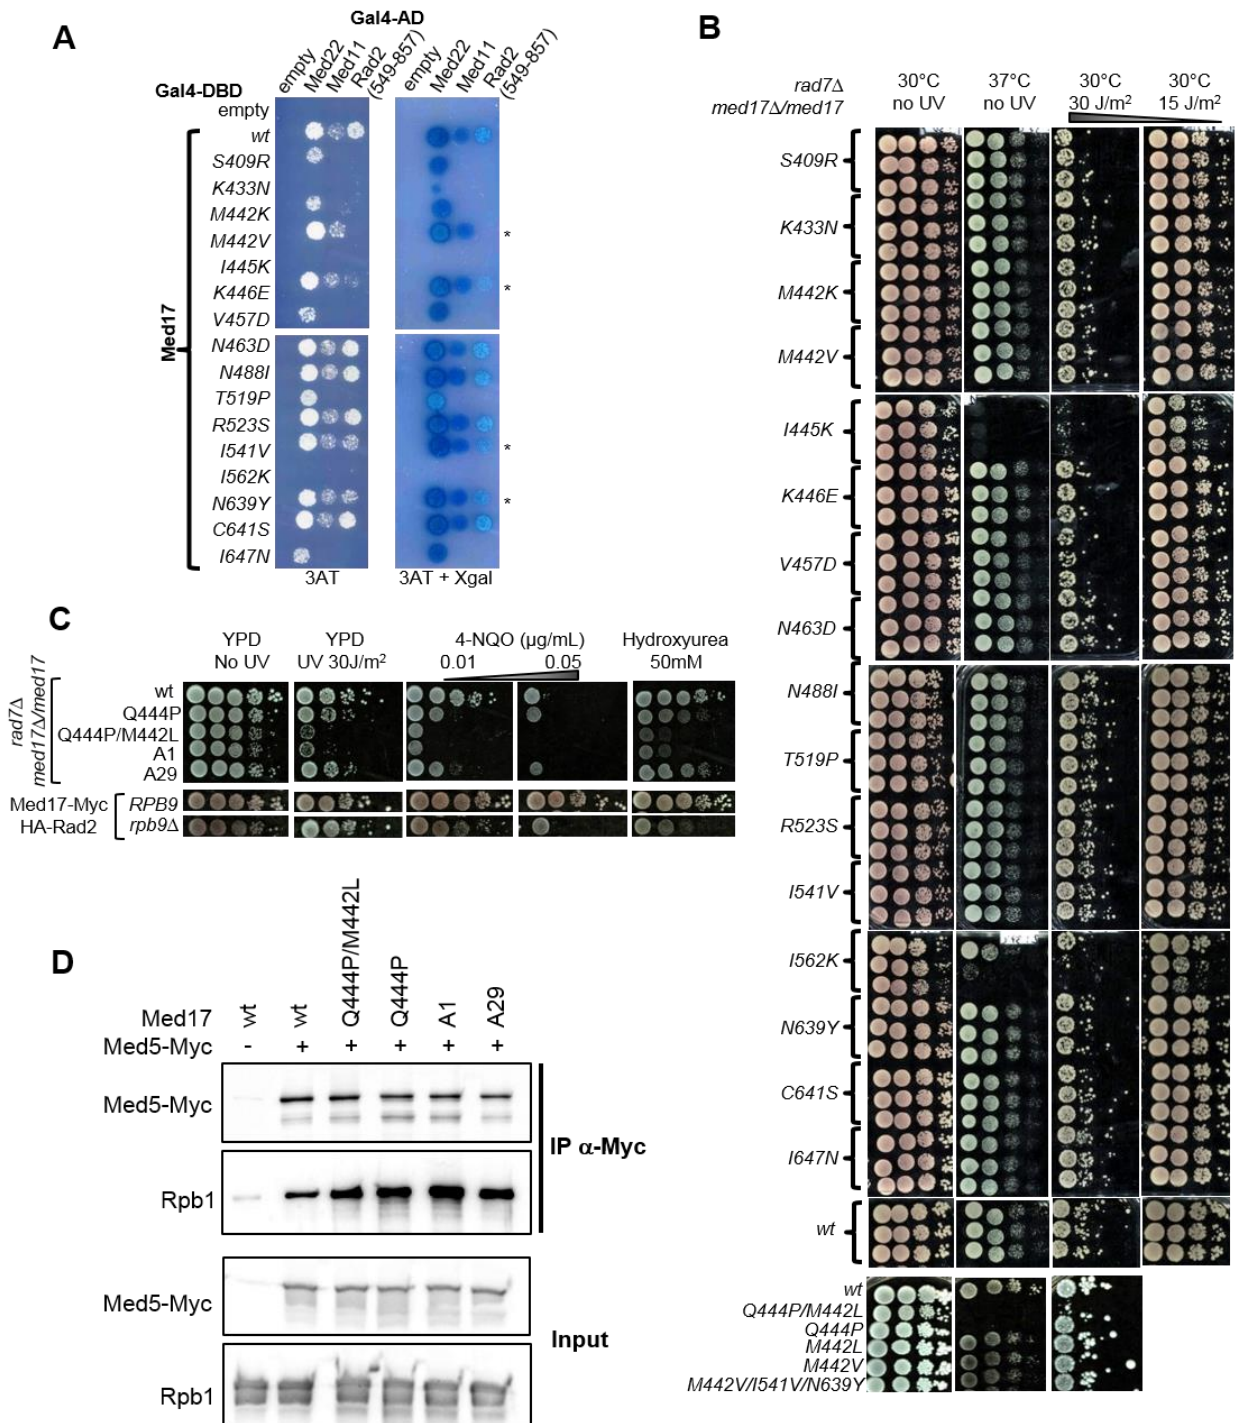 A
Gal4-AD
empty
Med22
Med11
Rad2
(549-857)
empty
Med22
Med11
Rad2
(549-857)
Gal4-DBD
empty
Med17
wt
S409R
K433N
M442K
M442V
*
I445K
K446E
*
V457D
N463D
N488I
T519P
R523S
I541V
*
I562K
N639Y
*
C641S
I647N
3AT
3AT + Xgal
B
rad7Δ
med17Δ/med17
30°C
no UV
37°C
no UV
30°C
30 J/m²
30°C
15 J/m²
S409R
K433N
M442K
M442V
I445K
K446E
V457D
N463D
N488I
T519P
R523S
I541V
I562K
N639Y
C641S
I647N
wt
wt
Q444P/M442L
Q444P
M442L
M442V
M442V/I541V/N639Y
C
YPD
No UV
YPD
UV 30J/m²
4-NQO (µg/mL)
0.01 0.05
Hydroxyurea
50mM
rad7Δ
med17Δ/med17
wt
Q444P
Q444P/M442L
A1
A29
Med17-Myc
HA-Rad2
RPB9
rpb9Δ
D
Med17
wt
wt
Q444P/M442L
Q444P
A1
A29
Med5-Myc - + + + + +
Med5-Myc
Rpb1
IP α-Myc
Med5-Myc
Rpb1
Input